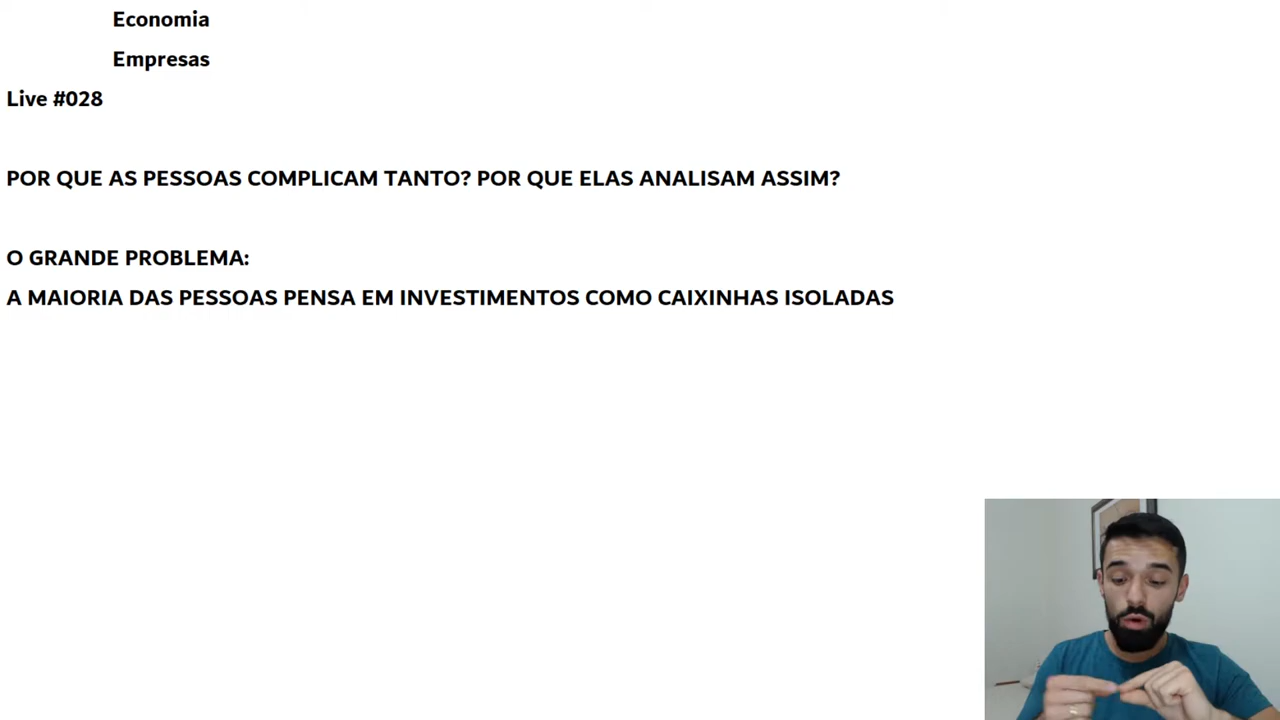 Economia
Empresas
Live #028
POR QUE AS PESSOAS COMPLICAM TANTO? POR QUE ELAS ANALISAM ASSIM?
O GRANDE PROBLEMA:
A MAIORIA DAS PESSOAS PENSA EM INVESTIMENTOS COMO CAIXINHAS ISOLADAS